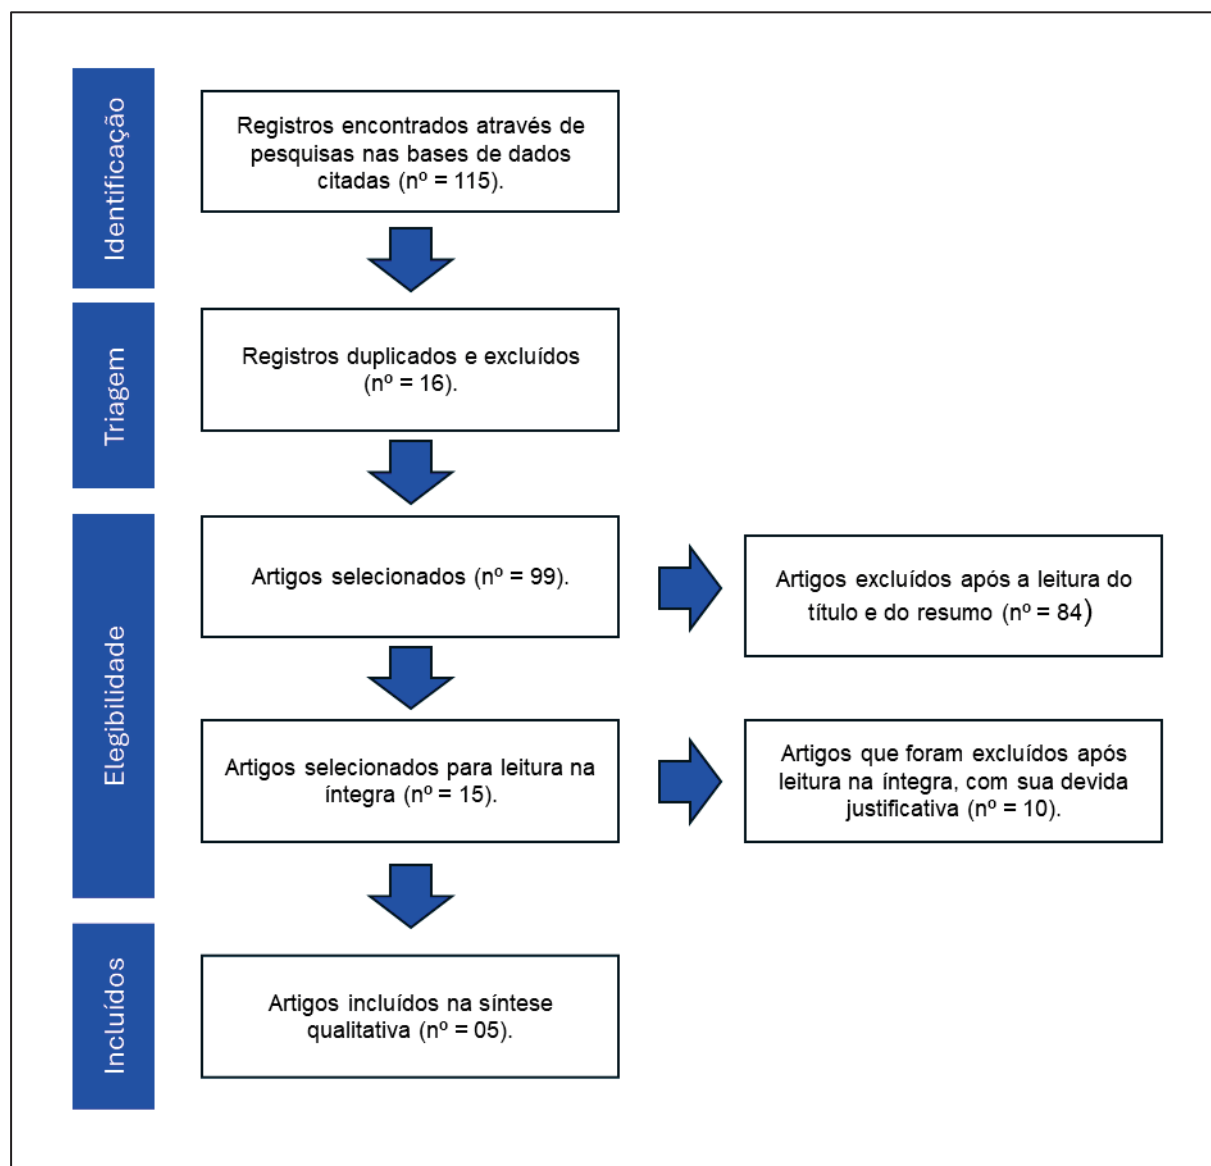 Identificação
Registros encontrados através de
pesquisas nas bases de dados
citadas (nº = 115).
Triagem
Registros duplicados e excluídos
(nº = 16).
Elegibilidade
Artigos selecionados (nº = 99).
Artigos excluídos após a leitura do
título e do resumo (nº = 84)
Artigos selecionados para leitura na
íntegra (nº = 15).
Artigos que foram excluídos após
leitura na íntegra, com sua devida
justificativa (nº = 10).
Incluídos
Artigos incluídos na síntese
qualitativa (nº = 05).